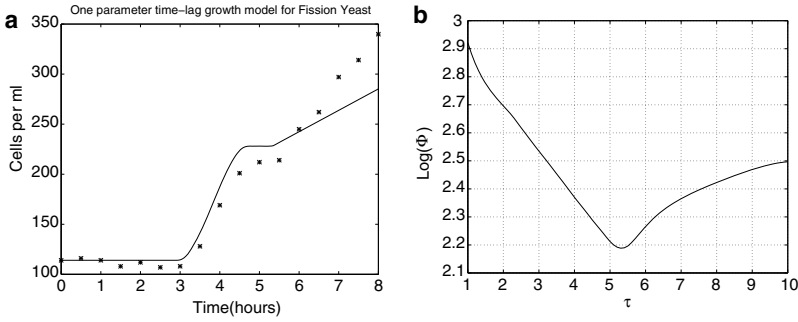 a
One parameter time-lag growth model for Fission Yeast
350
300
250
200
150
100
Cells per ml
0 1 2 3 4 5 6 7 8
Time(hours)
b
3
2.9
2.8
2.7
2.6
2.5
2.4
2.3
2.2
2.1
Log(Φ)
1 2 3 4 5 6 7 8 9 10
τ